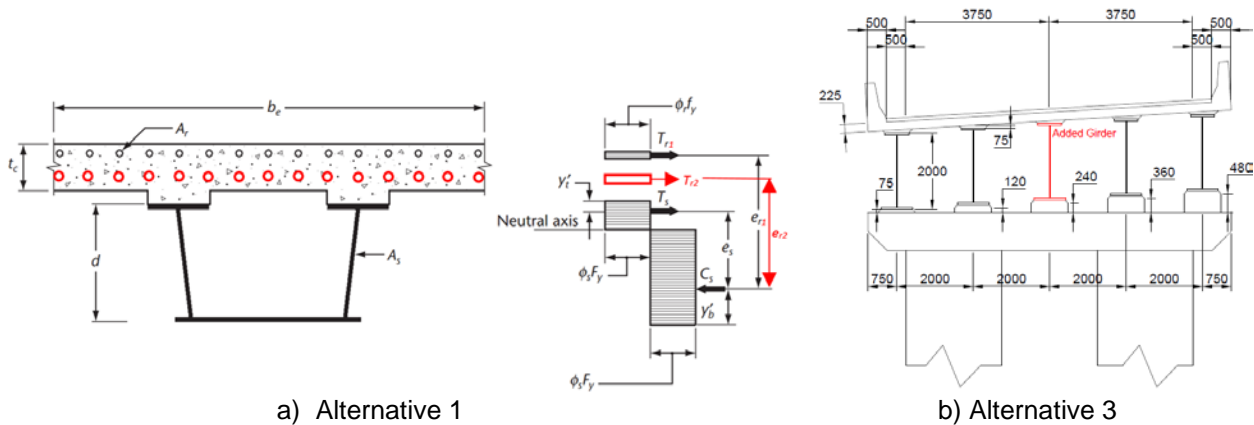 b_e
A_r
t_c
d
A_s
a) Alternative 1
ϕ_r f_y
T_r1
y'_t
T_r2
T_s
Neutral axis
e_r1
e_s
e_r2
ϕ_s F_y
C_s
y'_b
ϕ_s F_y
3750 3750
500 500
500 500
225
Added Girder
75
2000
75 120 240 360 480
750 2000 2000 2000 2000 750
b) Alternative 3